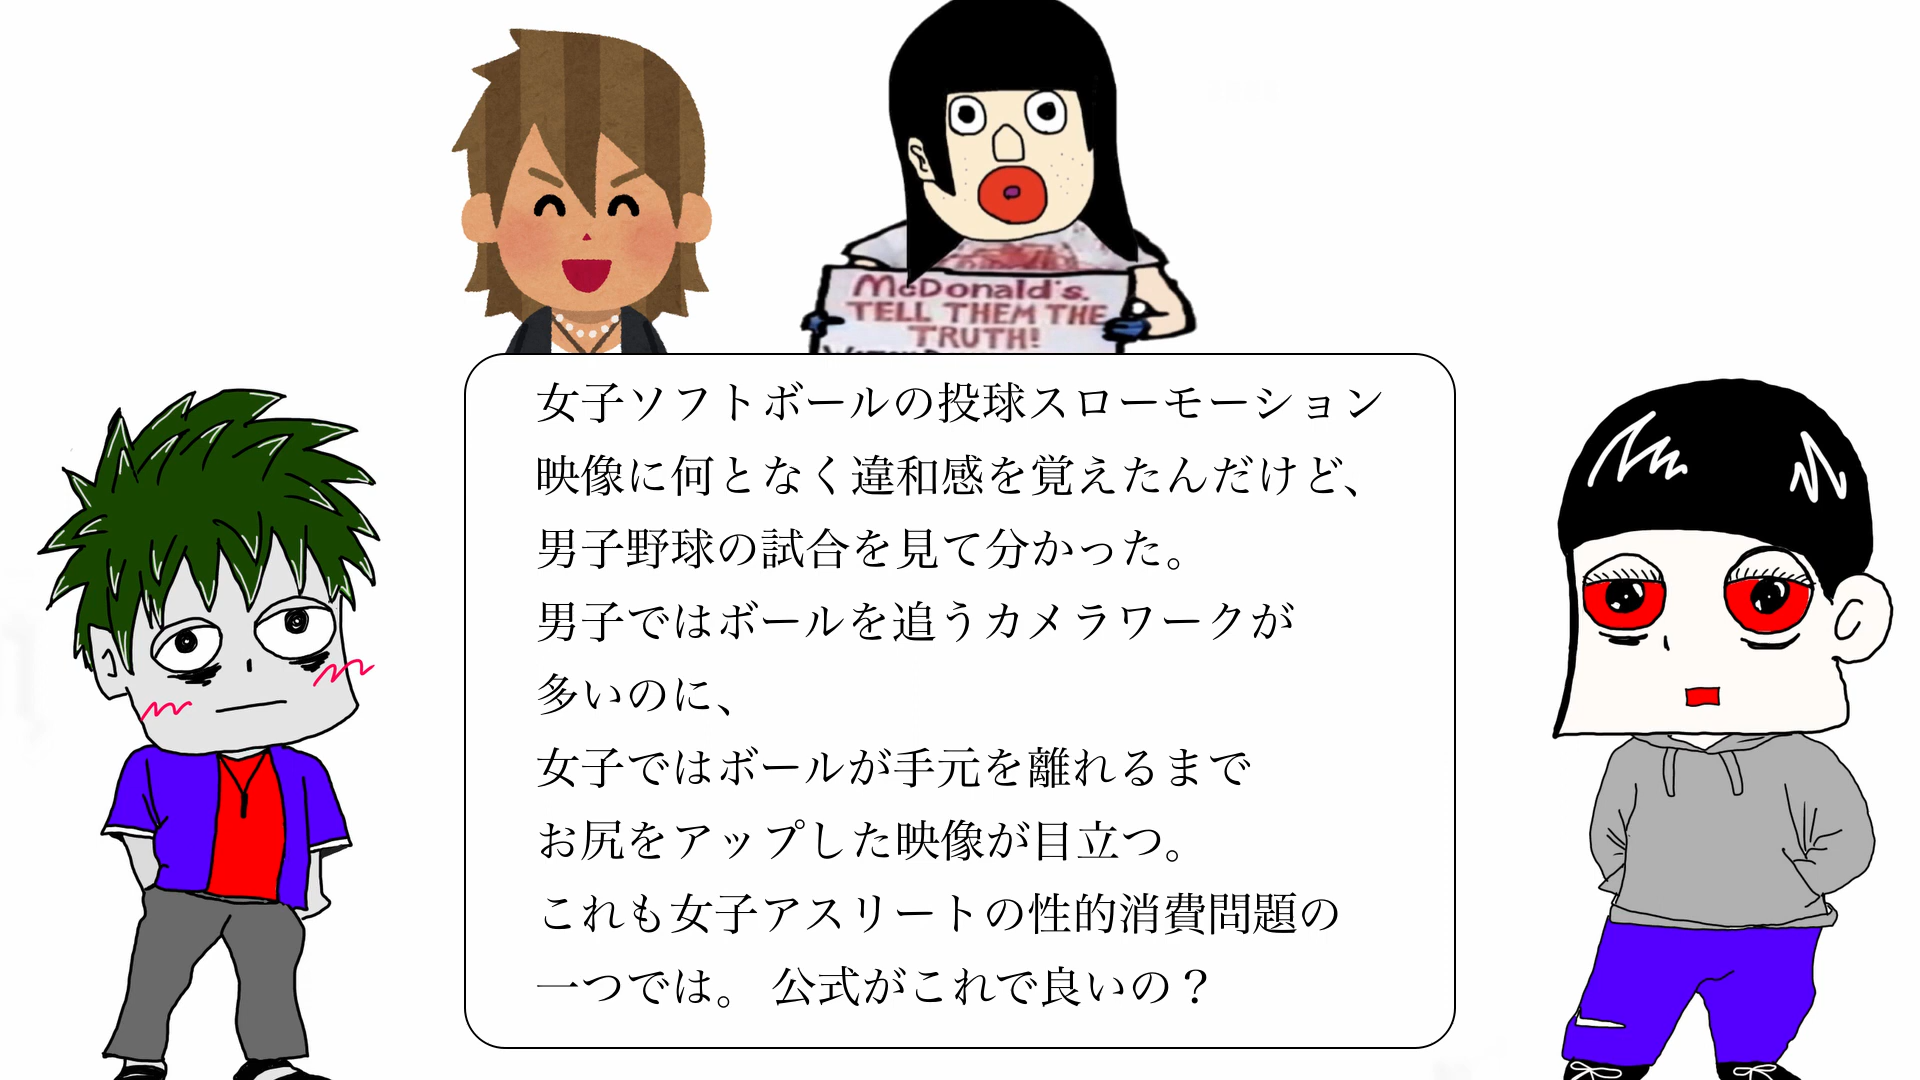 McDonald's.
TELL THEM THE
TRUTH!
女子ソフトボールの投球スローモーション
映像に何となく違和感を覚えたんだけど、
男子野球の試合を見て分かった。
男子ではボールを追うカメラワークが
多いのに、
女子ではボールが手元を離れるまで
お尻をアップした映像が目立つ。
これも女子アスリートの性的消費問題の
一つでは。 公式がこれで良いの？